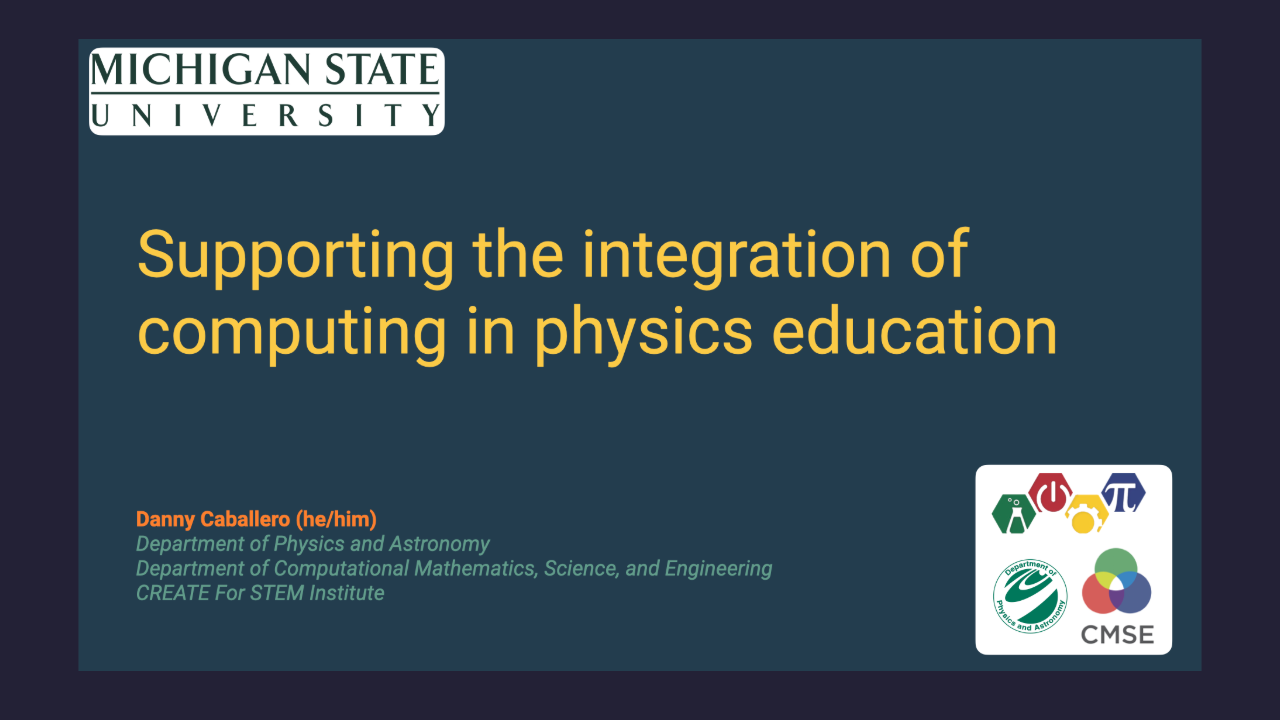 MICHIGAN STATE
UNIVERSITY
Supporting the integration of
computing in physics education
Danny Caballero (he/him)
Department of Physics and Astronomy
Department of Computational Mathematics, Science, and Engineering
CREATE For STEM Institute
π
Department of
Physics and Astronomy
CMSE